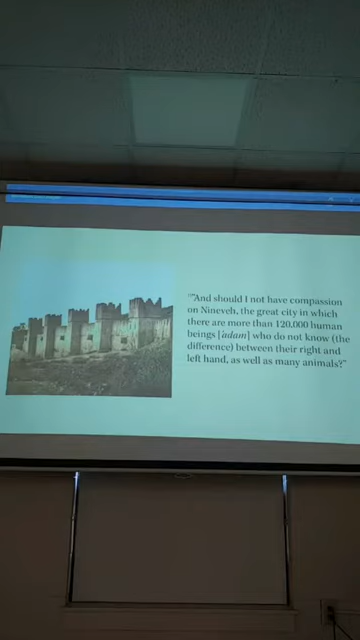 "'And should I not have compassion
on Nineveh, the great city in which
there are more than 120,000 human
beings [ʾadam] who do not know (the
difference) between their right and
left hand, as well as many animals?"